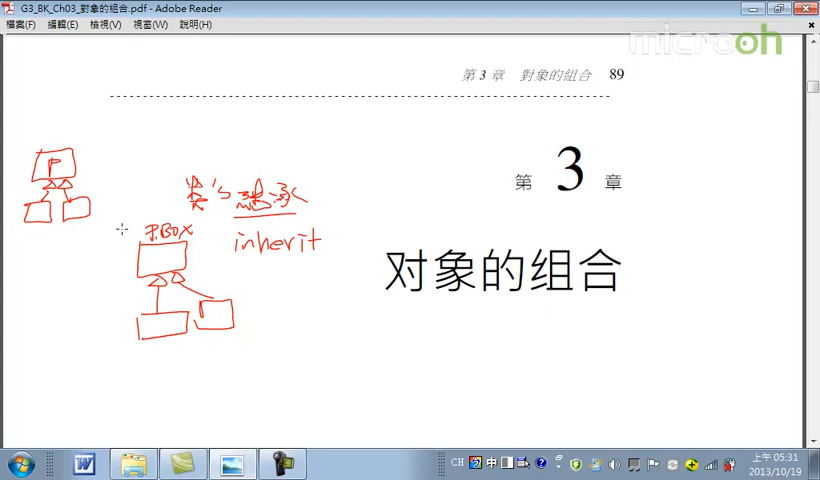 G3_BK_Ch03_對象的組合.pdf - Adobe Reader
檔案(F) 編輯(E) 檢視(V) 視窗(W) 說明(H)
microoh
第 3 章 對象的組合 89
第 3 章
对象的组合
P
类's 继承
inherit
P.BOX
CH 中
上午 05:31
2013/10/19